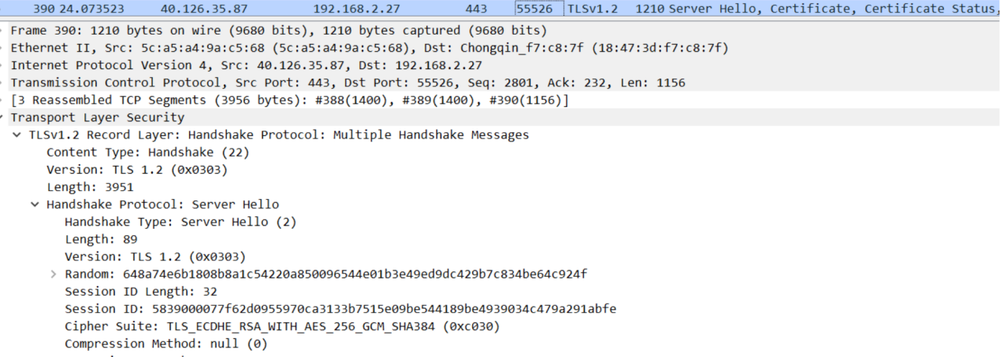 390 24.073523 40.126.35.87 192.168.2.27 443 55526 TLSv1.2 1210 Server Hello, Certificate, Certificate Status,
Frame 390: 1210 bytes on wire (9680 bits), 1210 bytes captured (9680 bits)
Ethernet II, Src: 5c:a5:a4:9a:c5:68 (5c:a5:a4:9a:c5:68), Dst: Chongqin_f7:c8:7f (18:47:3d:f7:c8:7f)
Internet Protocol Version 4, Src: 40.126.35.87, Dst: 192.168.2.27
Transmission Control Protocol, Src Port: 443, Dst Port: 55526, Seq: 2801, Ack: 232, Len: 1156
[3 Reassembled TCP Segments (3956 bytes): #388(1400), #389(1400), #390(1156)]
Transport Layer Security
TLSv1.2 Record Layer: Handshake Protocol: Multiple Handshake Messages
Content Type: Handshake (22)
Version: TLS 1.2 (0x0303)
Length: 3951
Handshake Protocol: Server Hello
Handshake Type: Server Hello (2)
Length: 89
Version: TLS 1.2 (0x0303)
Random: 648a74e6b1808b8a1c54220a850096544e01b3e49ed9dc429b7c834be64c924f
Session ID Length: 32
Session ID: 5839000077f62d0955970ca3133b7515e09be544189be4939034c479a291abfe
Cipher Suite: TLS_ECDHE_RSA_WITH_AES_256_GCM_SHA384 (0xc030)
Compression Method: null (0)